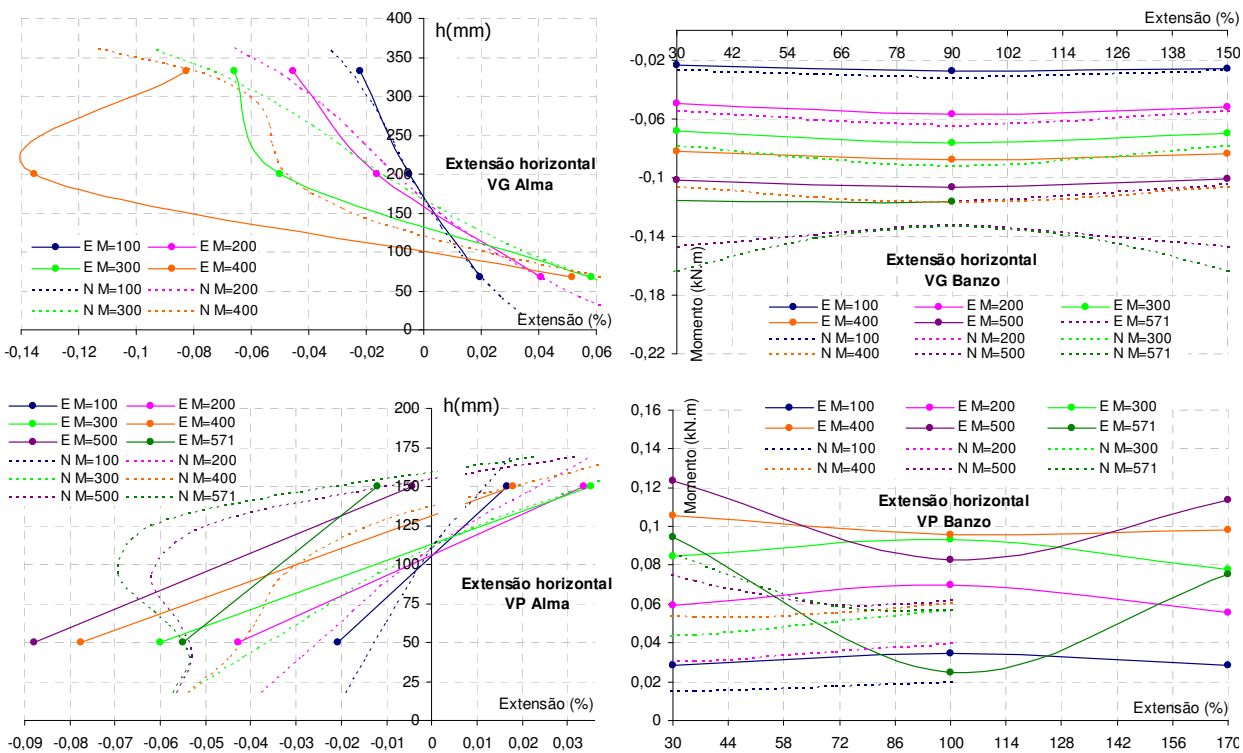 400
350
300
250
200
150
100
50
0
h(mm)
Extensão horizontal
VG Alma
E M=100
E M=200
E M=300
E M=400
N M=100
N M=200
N M=300
N M=400
Extensão (%)
-0,14
-0,12
-0,1
-0,08
-0,06
-0,04
-0,02
0
0,02
0,04
0,06
Extensão (%)
30
42
54
66
78
90
102
114
126
138
150
-0,02
-0,06
-0,1
-0,14
-0,18
-0,22
Momento (kN.m)
Extensão horizontal
VG Banzo
E M=100
E M=200
E M=300
E M=400
E M=500
E M=571
N M=100
N M=200
N M=300
N M=400
N M=500
N M=571
E M=100
E M=200
E M=300
E M=400
E M=500
E M=571
N M=100
N M=200
N M=300
N M=400
N M=500
N M=571
200
175
150
125
100
75
50
25
0
h(mm)
Extensão horizontal
VP Alma
Extensão (%)
-0,09
-0,08
-0,07
-0,06
-0,05
-0,04
-0,03
-0,02
-0,01
0
0,01
0,02
0,03
0,16
0,14
0,12
0,1
0,08
0,06
0,04
0,02
0
Momento (kN.m)
E M=100
E M=200
E M=300
E M=400
E M=500
E M=571
N M=100
N M=200
N M=300
N M=400
N M=500
N M=571
Extensão horizontal
VP Banzo
Extensão (%)
30
44
58
72
86
100
114
128
142
156
170